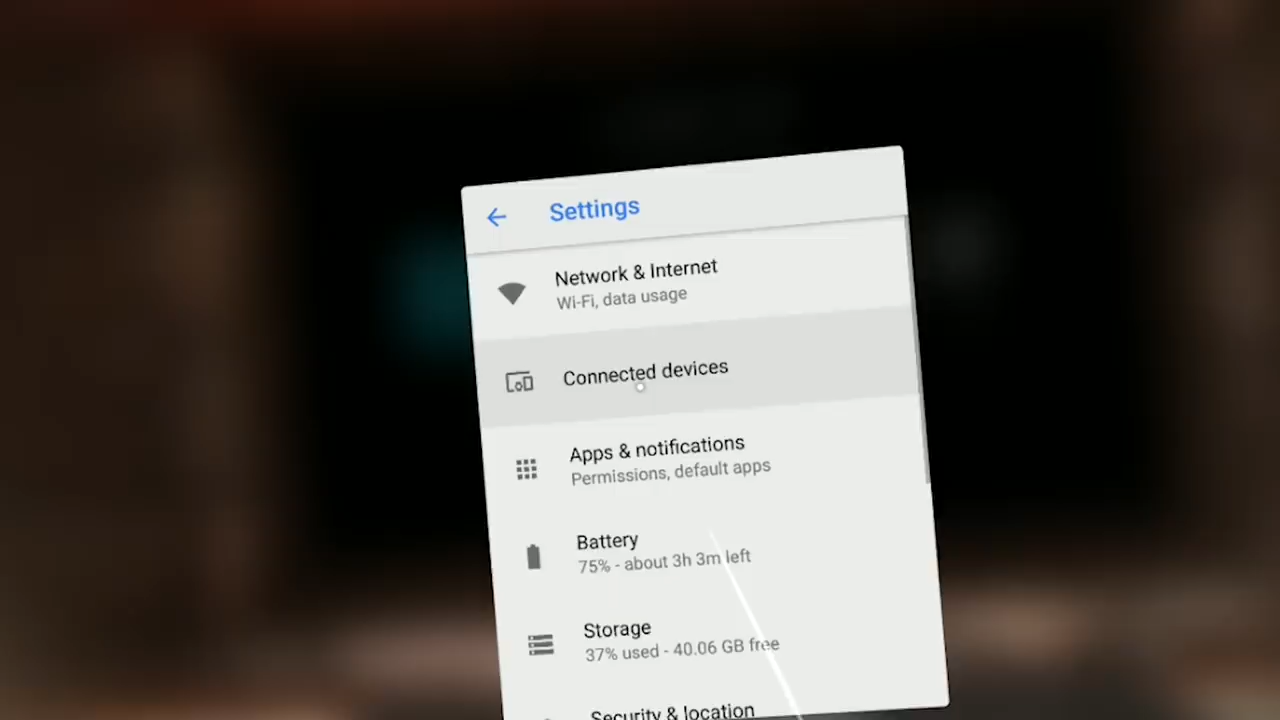 Settings
Network & Internet
Wi-Fi, data usage
Connected devices
Apps & notifications
Permissions, default apps
Battery
75% - about 3h 3m left
Storage
37% used - 40.06 GB free
Security & location